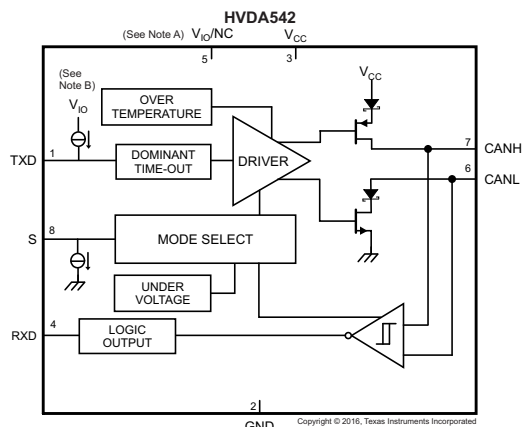 HVDA542
(See Note A) VIO/NC
VCC
5
3
(See
Note B)
VIO
OVER
TEMPERATURE
VCC
TXD
1
DOMINANT
TIME-OUT
DRIVER
7
CANH
6
CANL
S
8
MODE SELECT
UNDER
VOLTAGE
RXD
4
LOGIC
OUTPUT
2
GND
Copyright © 2016, Texas Instruments Incorporated